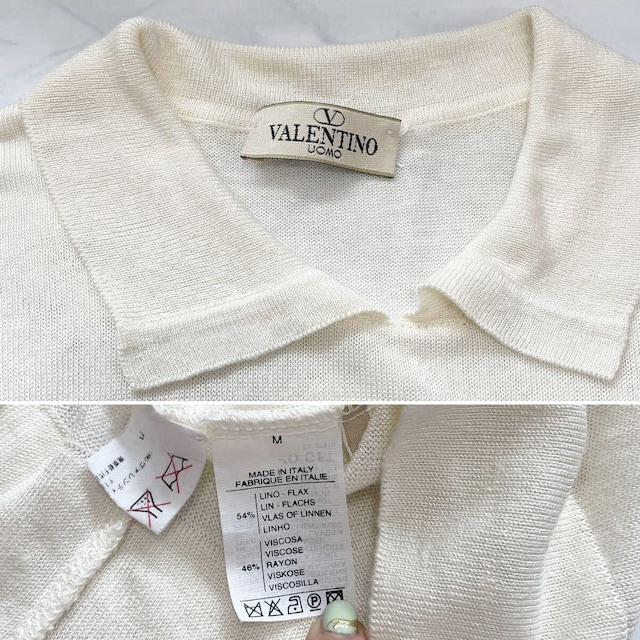 VALENTINO
UOMO
M
MADE IN ITALY
FABRIQUE EN ITALIE
54%
LINO - FLAX
LIN - FLACHS
VLAS OF LINNEN
LINHO
46%
VISCOSA
VISCOSE
RAYON
VISKOSE
VISCOSILLA